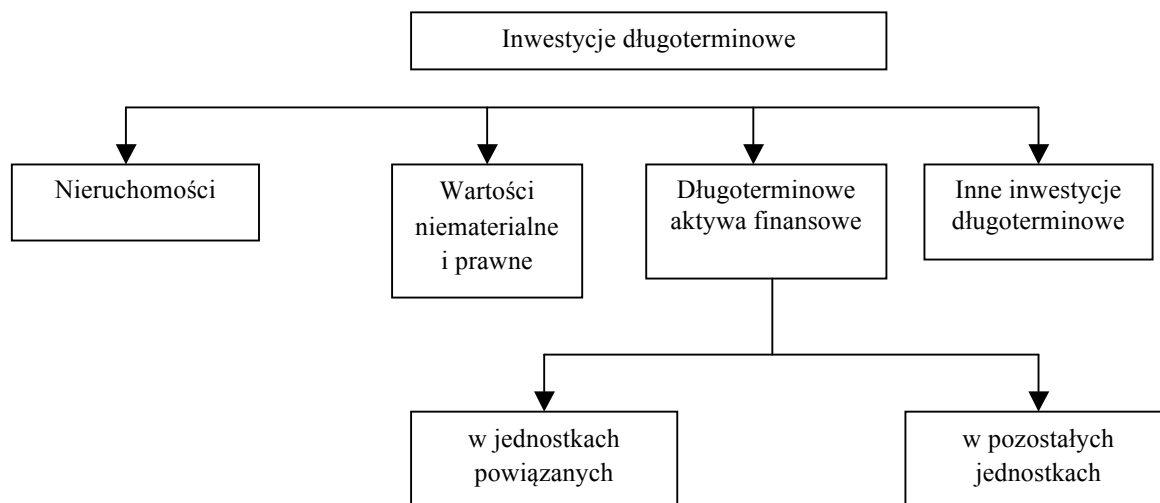 Inwestycje długoterminowe
Nieruchomości
Wartości
niematerialne
i prawne
Długoterminowe
aktywa finansowe
Inne inwestycje
długoterminowe
w jednostkach
powiązanych
w pozostałych
jednostkach